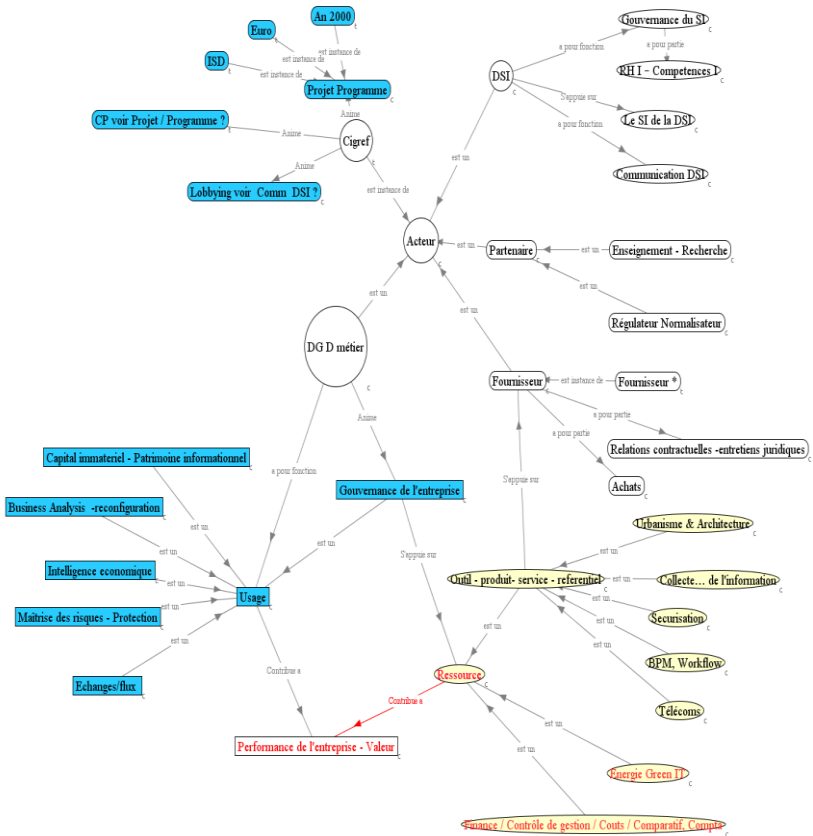 An 2000
t
Gouvernance du SI
c
Euro
t
est instance de
a pour fonction
a pour partie
ISD
t
est instance de
est instance de
DSI
c
RH I - Competences I
c
Projet Programme
c
S'appuie sur
Anime
CP voir Projet / Programme ?
t
Anime
Cigref
t
Le SI de la DSI
c
a pour fonction
Anime
est un
Lobbying voir Comm DSI ?
t
est instance de
Communication DSI
c
Acteur
c
est un
Partenaire
c
est un
Enseignement - Recherche
c
est un
est un
est un
Régulateur Normalisateur
c
DG D métier
c
Fournisseur
c
est instance de
Fournisseur *
t
Anime
a pour partie
a pour partie
Relations contractuelles -entretiens juridiques
c
Capital immateriel - Patrimoine informationnel
c
a pour fonction
S'appuie sur
Achats
c
Gouvernance de l'entreprise
c
Business Analysis -reconfiguration
c
est un
Urbanisme & Architecture
c
est un
est un
S'appuie sur
est un
Intelligence economique
c
est un
Outil - produit- service - referentiel
c
est un
Collecte... de l'information
c
Usage
c
est un
Maîtrise des risques - Protection
c
est un
Securisation
c
est un
est un
est un
BPM, Workflow
c
Echanges/flux
c
Contribue a
Ressource
c
est un
Contribue a
Télécoms
c
est un
Performance de l'entreprise - Valeur
c
est un
Energie Green IT
c
Finance / Contrôle de gestion / Couts / Comparatif, Compta
c